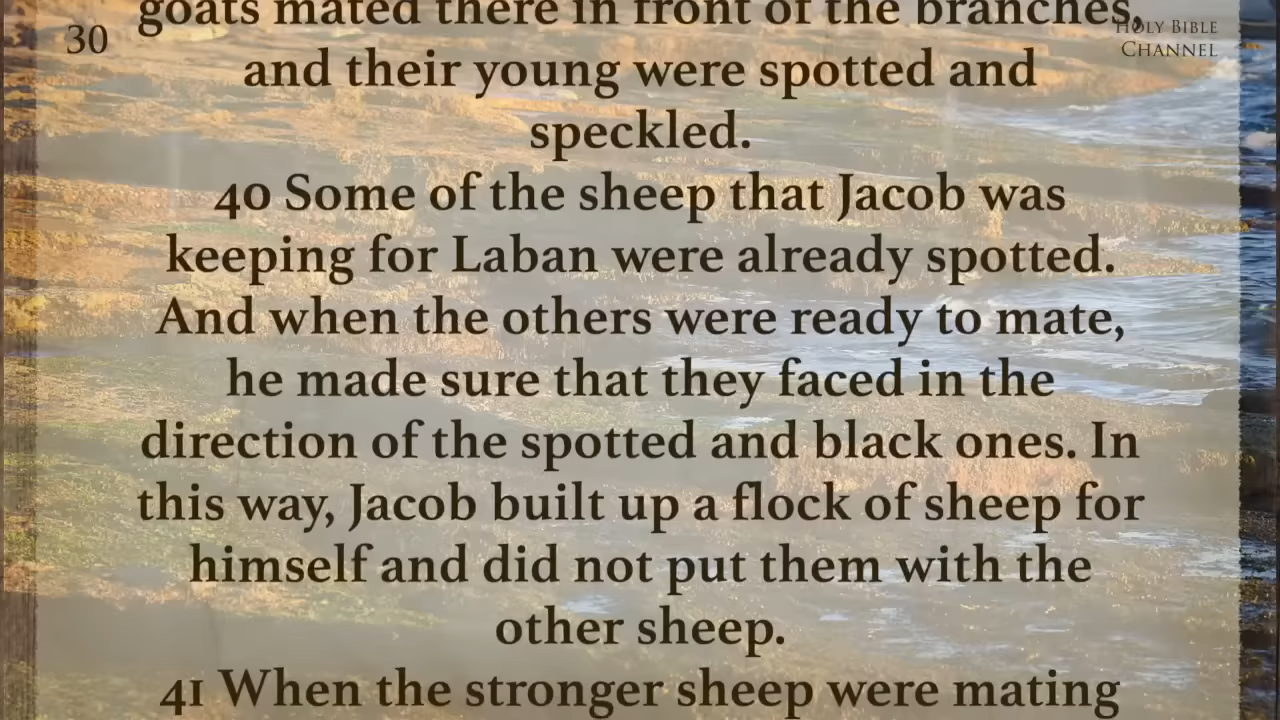 goats mated there in front of the branches,
30
HOLY BIBLE
CHANNEL
and their young were spotted and
speckled.
40 Some of the sheep that Jacob was
keeping for Laban were already spotted.
And when the others were ready to mate,
he made sure that they faced in the
direction of the spotted and black ones. In
this way, Jacob built up a flock of sheep for
himself and did not put them with the
other sheep.
41 When the stronger sheep were mating